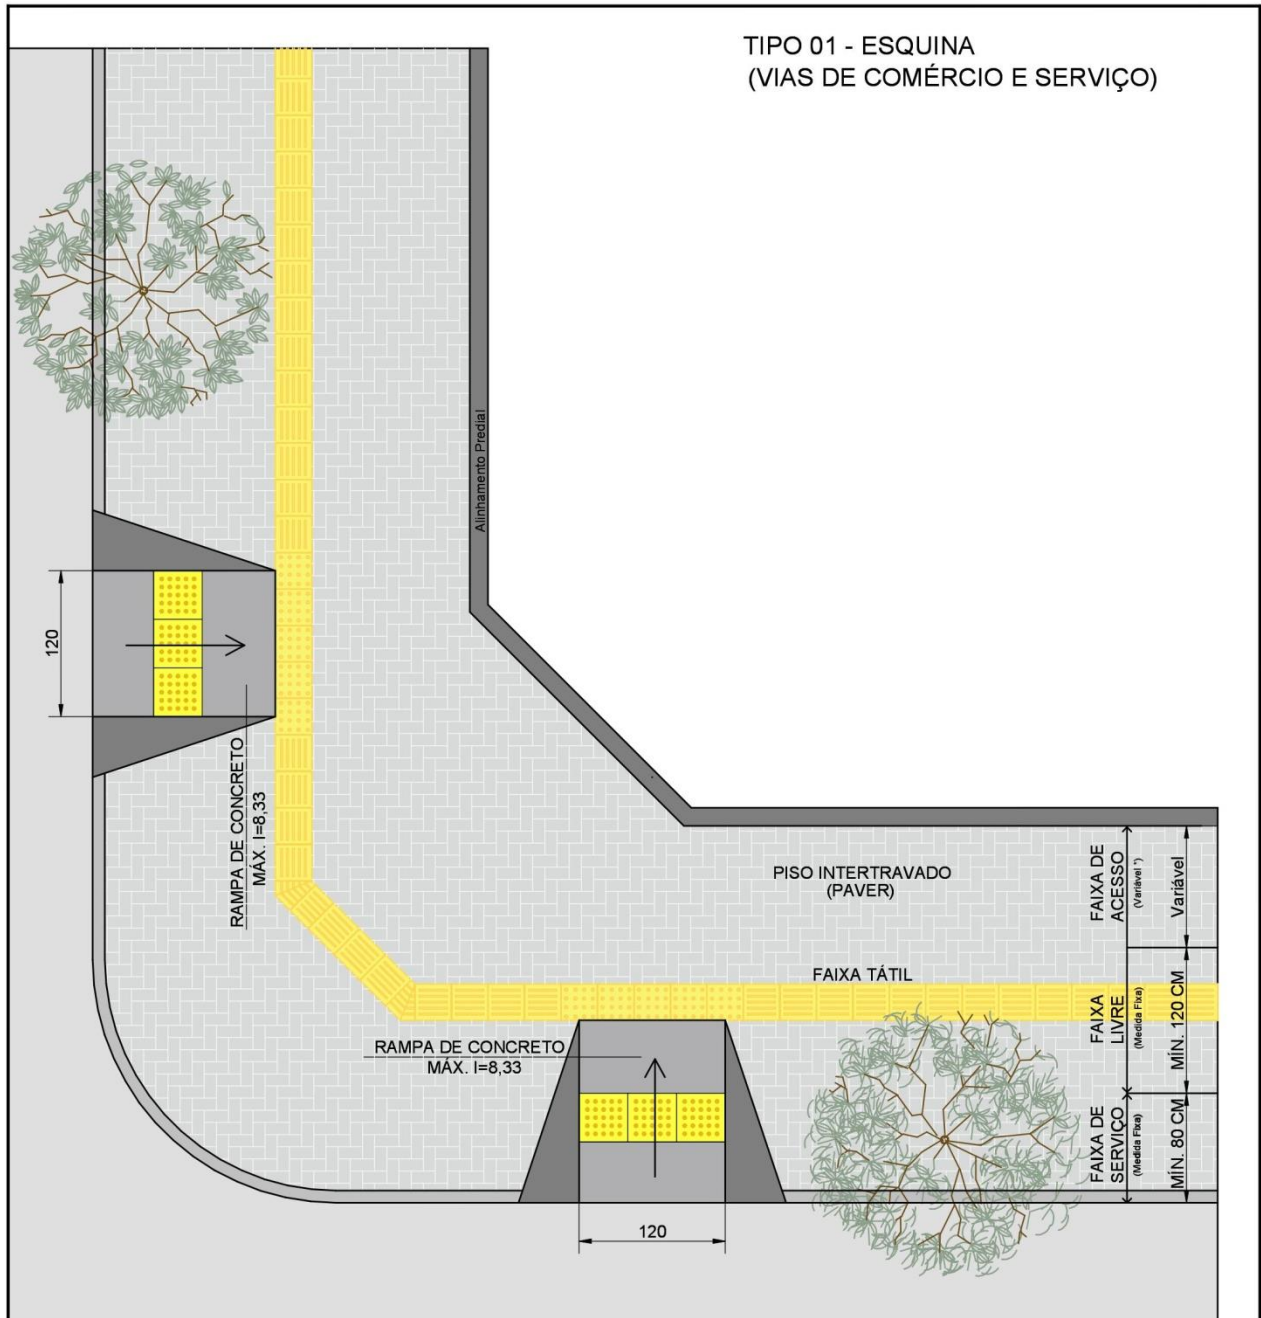 TIPO 01 - ESQUINA
(VIAS DE COMÉRCIO E SERVIÇO)
Alinhamento Predial
120
RAMPA DE CONCRETO
MÁX. I=8,33
PISO INTERTRAVADO
(PAVER)
FAIXA DE
ACESSO
(Variável *)
Variável
FAIXA TÁTIL
FAIXA
LIVRE
(Medida Fixa)
MÍN. 120 CM
RAMPA DE CONCRETO
MÁX. I=8,33
FAIXA DE
SERVIÇO
(Medida Fixa)
MÍN. 80 CM
120